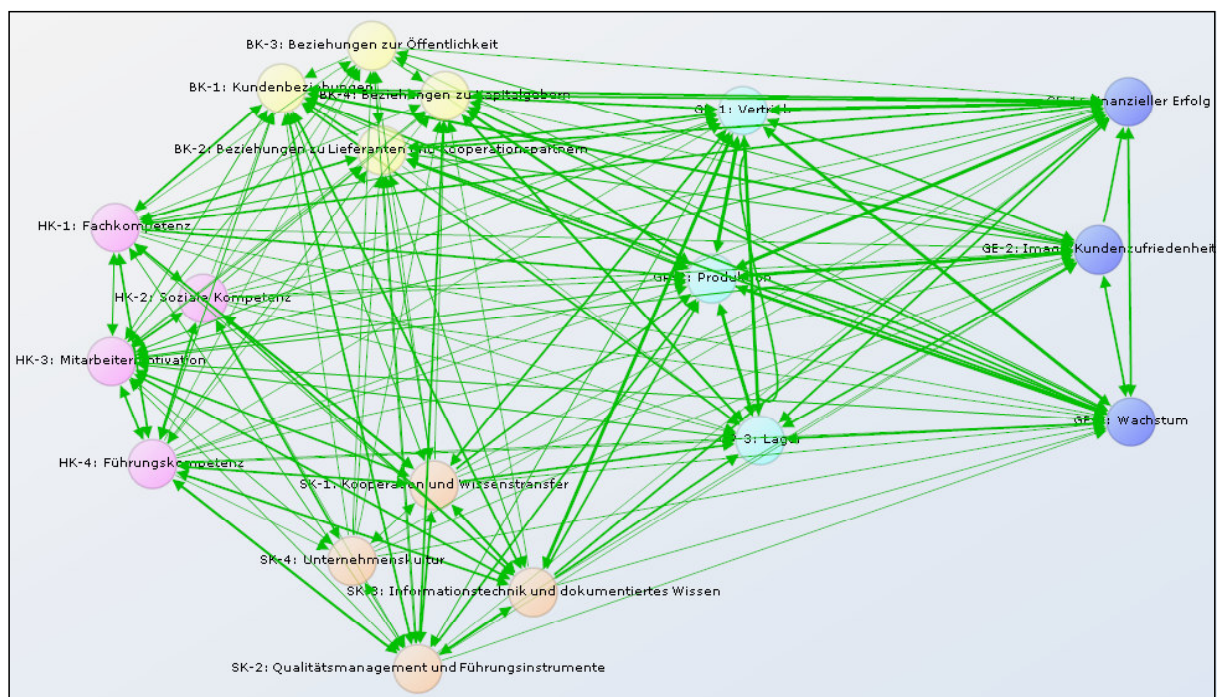 BK-3: Beziehungen zur Öffentlichkeit
BK-1: Kundenbeziehungen
BK-4: Beziehungen zu Kapitalgebern
BK-2: Beziehungen zu Lieferanten und Kooperationspartnern
1: Vertrieb
Finanzieller Erfolg
HK-1: Fachkompetenz
GE-2: Image Kundenzufriedenheit
HK-2: Soziale Kompetenz
Produktion
HK-3: Mitarbeitermotivation
Wachstum
3: Lager
HK-4: Führungskompetenz
SK-1: Kooperation und Wissenstransfer
SK-4: Unternehmenskultur
SK-3: Informationstechnik und dokumentiertes Wissen
SK-2: Qualitätsmanagement und Führungsinstrumente